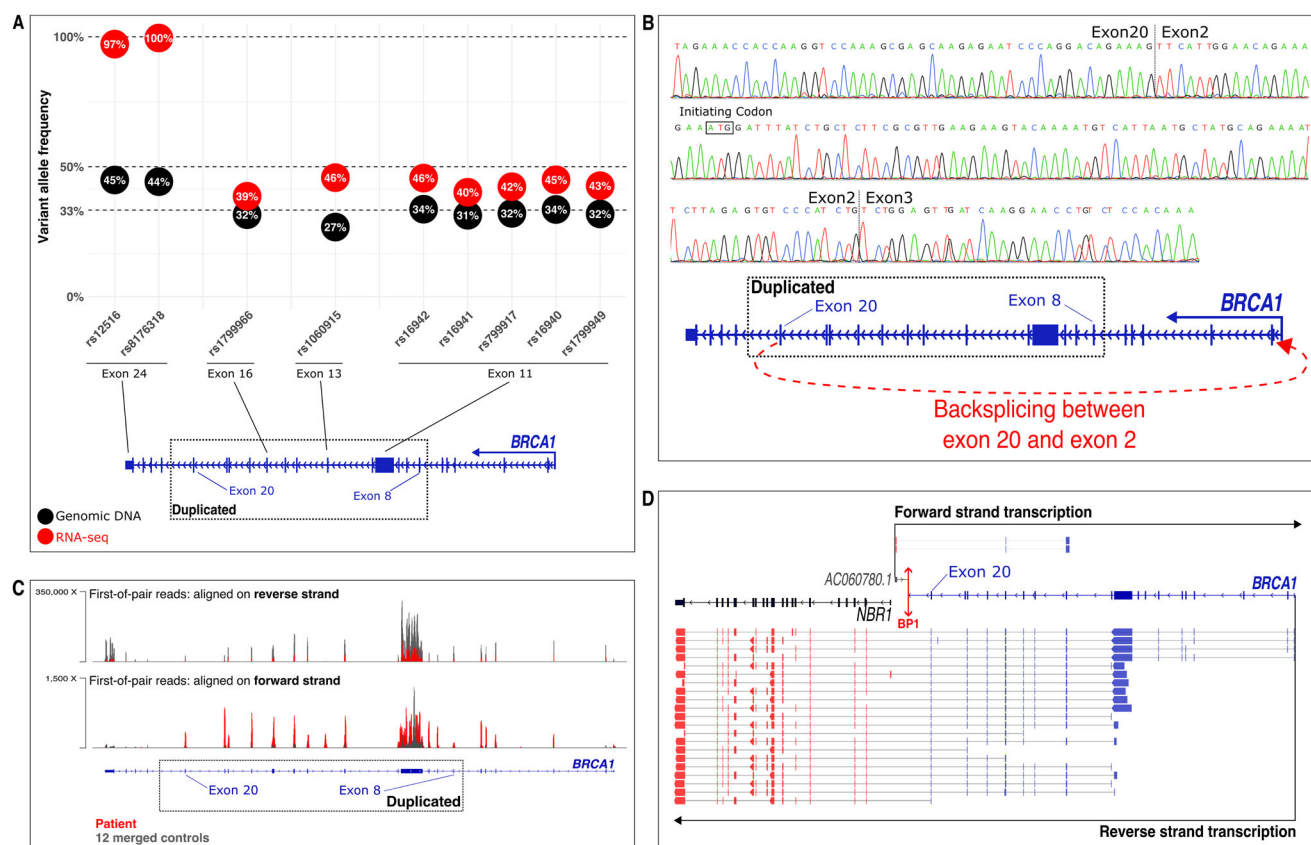 A
100%
97%
100%
Variant allele frequency
50%
45%
44%
39%
32%
46%
27%
46%
34%
40%
31%
42%
32%
45%
34%
43%
32%
33%
0%
rs12516
rs8176318
rs1799966
rs1060915
rs16942
rs16941
rs799917
rs16940
rs1799949
Exon 24
Exon 16
Exon 13
Exon 11
BRCA1
Exon 20
Exon 8
Duplicated
Genomic DNA
RNA-seq
B
Exon20
Exon2
TAGAAACCACCAAGGTCCAAAGCGAGCAAGAGAATCCCAGGACAGAAAGTTCATTGGAACAGAAA
Initiating Codon
GAAATGGATTTATCTGCTCTTCGCGTTGAAGAAGTACAAAATGTCATTAATGCTATGCAGAAAAT
Exon2
Exon3
TCTTAGAGTGTCCCATCTGTCTGGAGTTGATCAAGGAACCTGTCTCCACAAA
Duplicated
Exon 20
Exon 8
BRCA1
Backsplicing between
exon 20 and exon 2
C
350,000 X
First-of-pair reads: aligned on reverse strand
1,500 X
First-of-pair reads: aligned on forward strand
BRCA1
Exon 20
Exon 8
Duplicated
Patient
12 merged controls
D
Forward strand transcription
AC060780.1
Exon 20
BRCA1
NBR1
BP1
Reverse strand transcription